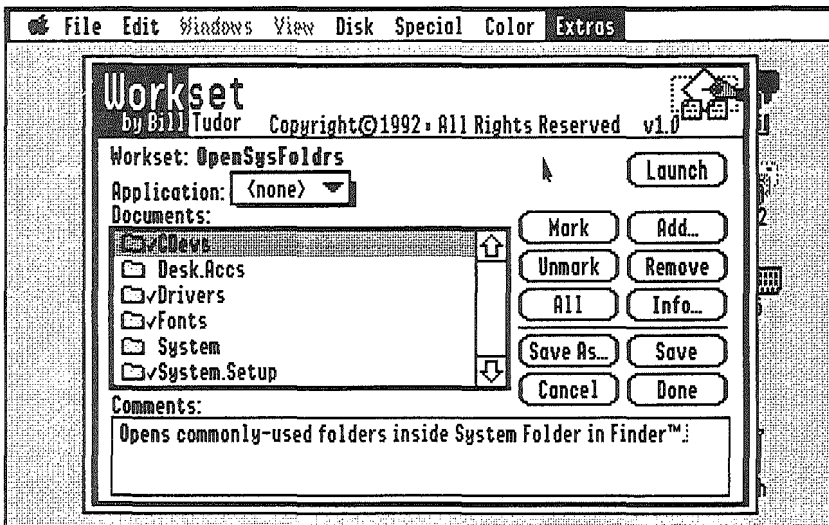 File Edit Windows View Disk Special Color Extras
Workset
by Bill Tudor Copyright©1992 • All Rights Reserved v1.0
Workset: OpenSysFoldrs
Launch
Application: <none>
Documents:
✓CDevs
Desk.Accs
✓Drivers
✓Fonts
System
✓System.Setup
Mark Add…
Unmark Remove
All Info…
Save As… Save
Cancel Done
Comments:
Opens commonly-used folders inside System Folder in Finder™.